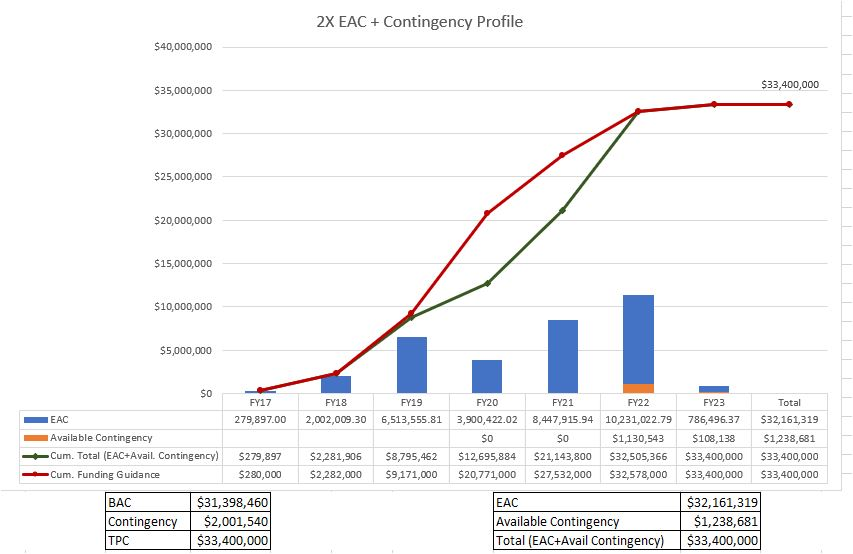 2X EAC + Contingency Profile
$40,000,000
$35,000,000
$30,000,000
$25,000,000
$20,000,000
$15,000,000
$10,000,000
$5,000,000
$0
$33,400,000
FY17 FY18 FY19 FY20 FY21 FY22 FY23 Total
EAC 279,897.00 2,002,009.30 6,513,555.81 3,900,422.02 8,447,915.94 10,231,022.79 786,496.37 $32,161,319
Available Contingency $0 $0 $1,130,543 $108,138 $1,238,681
Cum. Total (EAC+Avail. Contingency) $279,897 $2,281,906 $8,795,462 $12,695,884 $21,143,800 $32,505,366 $33,400,000 $33,400,000
Cum. Funding Guidance $280,000 $2,282,000 $9,171,000 $20,771,000 $27,532,000 $32,578,000 $33,400,000 $33,400,000
BAC $31,398,460
Contingency $2,001,540
TPC $33,400,000
EAC $32,161,319
Available Contingency $1,238,681
Total (EAC+Avail Contingency) $33,400,000